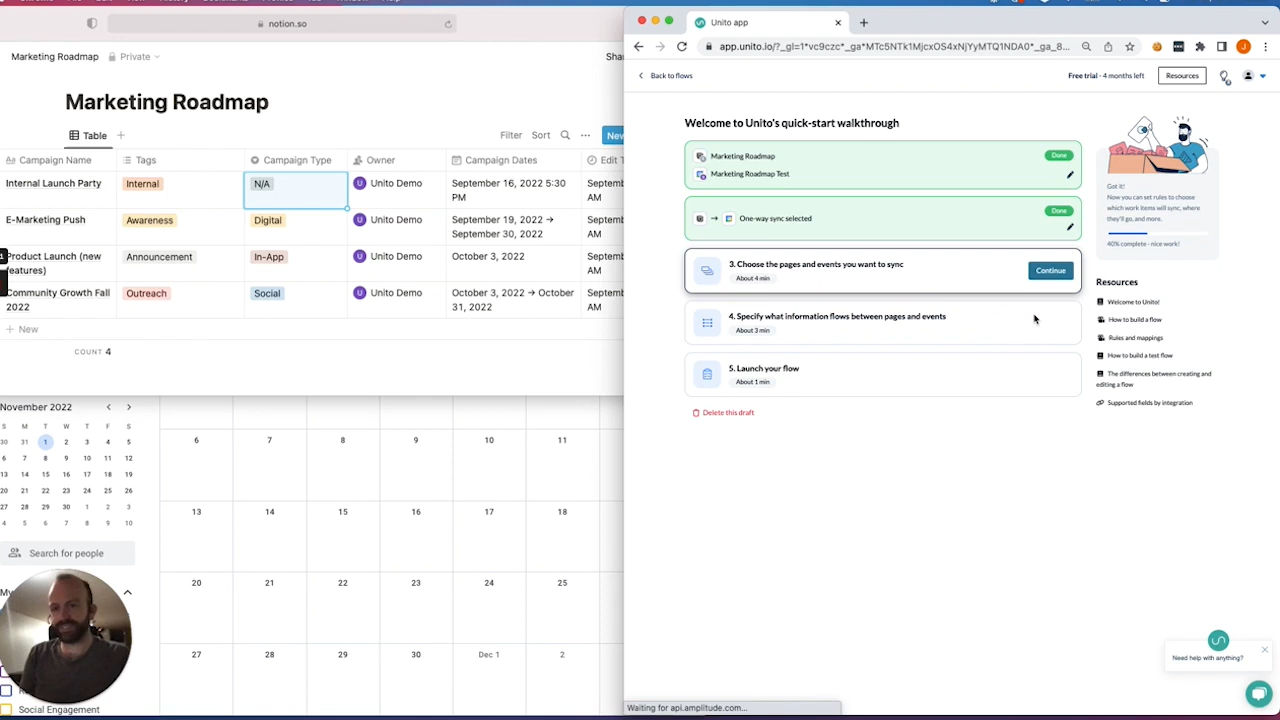 notion.so
Marketing Roadmap
Private
Shar
Marketing Roadmap
Table
Filter
Sort
New
Campaign Name
Tags
Campaign Type
Owner
Campaign Dates
Edit T
Internal Launch Party
Internal
N/A
Unito Demo
September 16, 2022 5:30
PM
Septemb
AM
E-Marketing Push
Awareness
Digital
Unito Demo
September 19, 2022 →
September 30, 2022
Septemb
AM
Product Launch (new
features)
Announcement
In-App
Unito Demo
October 3, 2022
Septemb
AM
Community Growth Fall
2022
Outreach
Social
Unito Demo
October 3, 2022 → October
31, 2022
Septemb
AM
New
COUNT 4
November 2022
S M T W T F S
30 31 1 2 3 4 5
6 7 8 9 10 11 12
13 14 15 16 17 18 19
20 21 22 23 24 25 26
27 28 29 30 1 2 3
4 5 6 7 8 9 10
Search for people
My
Social Engagement
6 7 8 9 10 11
13 14 15 16 17 18
20 21 22 23 24 25
27 28 29 30 Dec 1 2
Unito app
app.unito.io/?_gl=1*vc9czc*_ga*MTc5NTk1MjcxOS4xNjYyMTQ1NDA0*_ga_8...
J
Back to flows
Free trial - 4 months left
Resources
Welcome to Unito's quick-start walkthrough
Marketing Roadmap
Done
Marketing Roadmap Test
One-way sync selected
Done
3. Choose the pages and events you want to sync
About 4 min
Continue
4. Specify what information flows between pages and events
About 3 min
5. Launch your flow
About 1 min
Delete this draft
Got it!
Now you can set rules to choose
which work items will sync, where
they'll go, and more.
40% complete - nice work!
Resources
Welcome to Unito!
How to build a flow
Rules and mappings
How to build a test flow
The differences between creating and
editing a flow
Supported fields by integration
Need help with anything?
Waiting for api.amplitude.com...